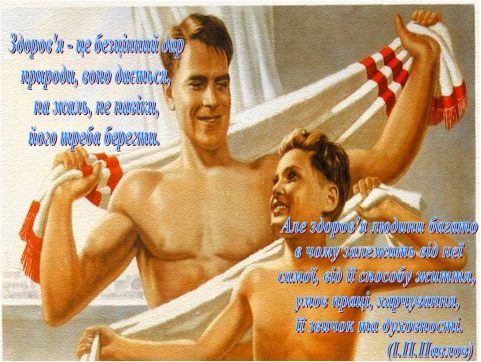 Здоров'я - це безцінний дар
природи, воно дається,
на жаль, не навіки,
його треба берегти.
Але здоров'я людини багато
в чому залежить від неї
самої, від її способу життя,
умов праці, харчування,
її звичок та духовності.
(І.П.Павлов)